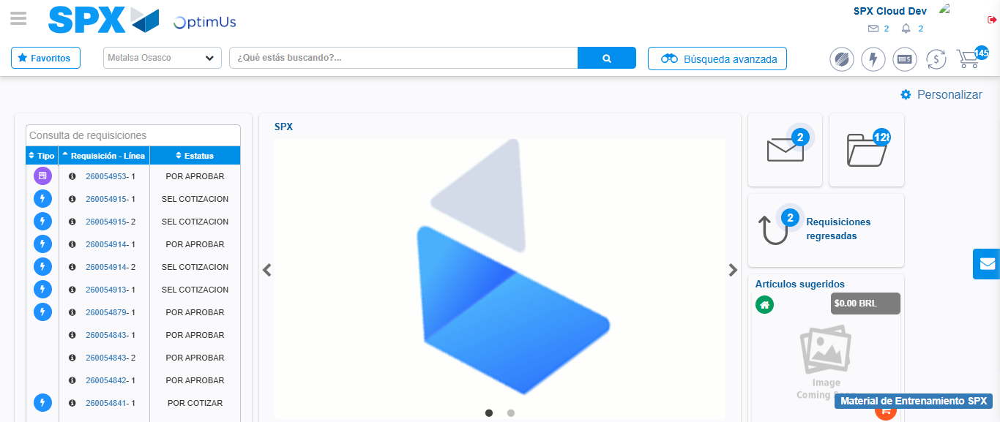 SPX OptimUs
SPX Cloud Dev
2 2
Favoritos
Metalsa Osasco
¿Qué estás buscando?...
Búsqueda avanzada
145
Personalizar
Consulta de requisiciones
Tipo Requisición - Línea Estatus
260054953- 1 POR APROBAR
260054915- 1 SEL COTIZACION
260054915- 2 SEL COTIZACION
260054914- 1 POR APROBAR
260054914- 2 SEL COTIZACION
260054913- 1 SEL COTIZACION
260054879- 1 POR APROBAR
260054843- 1 POR APROBAR
260054843- 2 POR APROBAR
260054842- 1 POR APROBAR
260054841- 1 POR COTIZAR
SPX
2
2
Requisiciones
regresadas
Artículos sugeridos
$0.00 BRL
Image
Coming
Material de Entrenamiento SPX